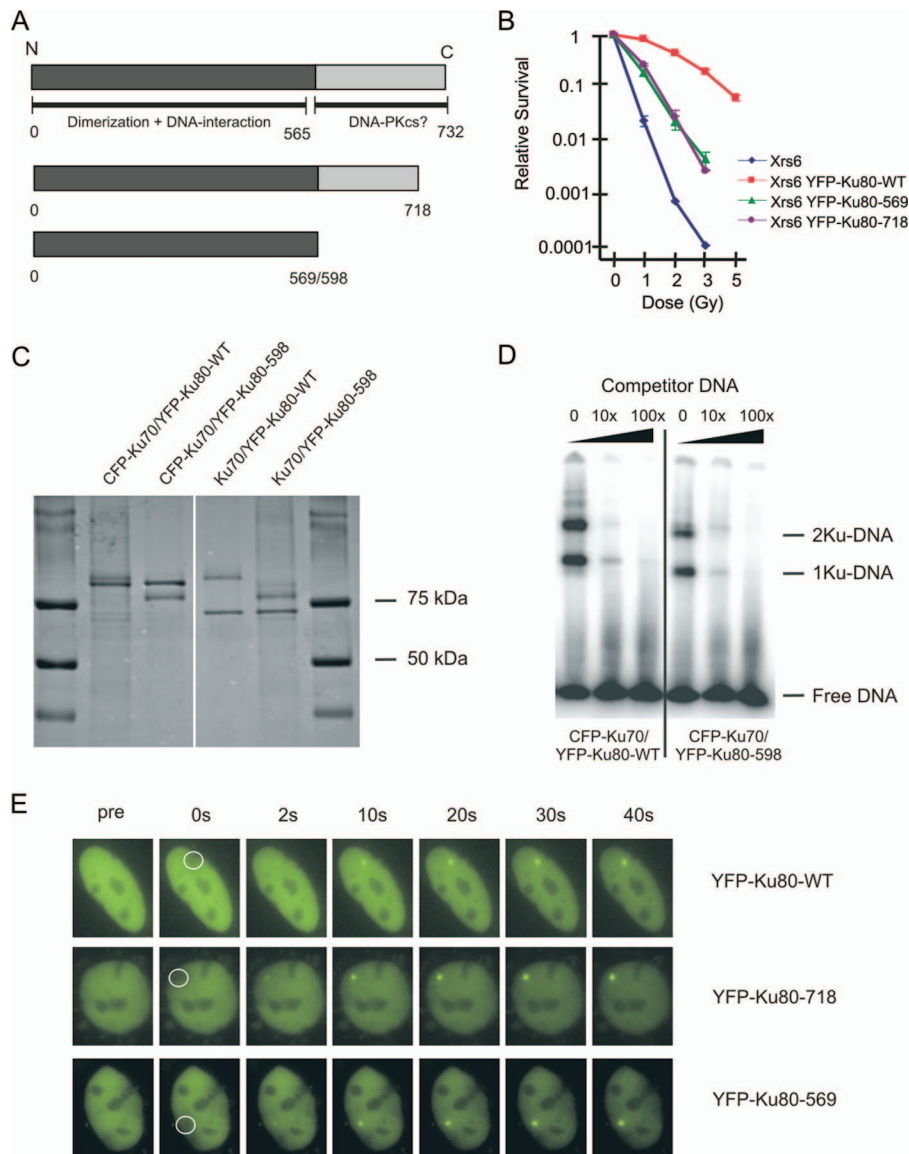 A
N
C
0
Dimerization + DNA-interaction
565
DNA-PKcs?
732
0
718
0
569/598
B
Relative Survival
1
0.1
0.01
0.001
0.0001
0
1
2
3
5
Dose (Gy)
Xrs6
Xrs6 YFP-Ku80-WT
Xrs6 YFP-Ku80-569
Xrs6 YFP-Ku80-718
C
CFP-Ku70/YFP-Ku80-WT
CFP-Ku70/YFP-Ku80-598
Ku70/YFP-Ku80-WT
Ku70/YFP-Ku80-598
75 kDa
50 kDa
D
Competitor DNA
0 10x 100x 0 10x 100x
2Ku-DNA
1Ku-DNA
Free DNA
CFP-Ku70/
YFP-Ku80-WT
CFP-Ku70/
YFP-Ku80-598
E
pre 0s 2s 10s 20s 30s 40s
YFP-Ku80-WT
YFP-Ku80-718
YFP-Ku80-569